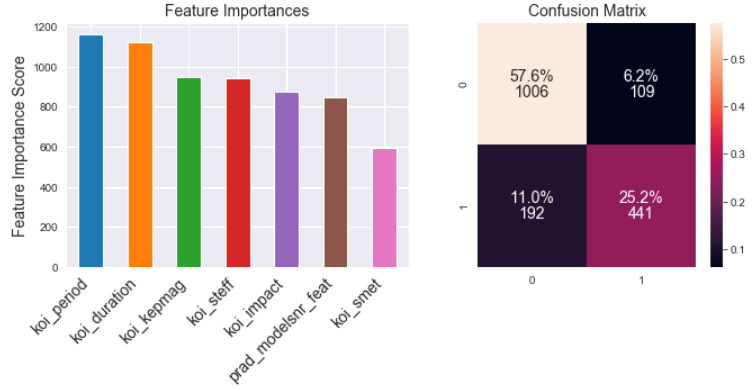 Feature Importances
Feature Importance Score
1200
1000
800
600
400
200
0
koi_period
koi_duration
koi_kepmag
koi_steff
koi_impact
prad_modelsnr_feat
koi_smet
Confusion Matrix
0
1
57.6%
1006
6.2%
109
11.0%
192
25.2%
441
0
1
0.5
0.4
0.3
0.2
0.1